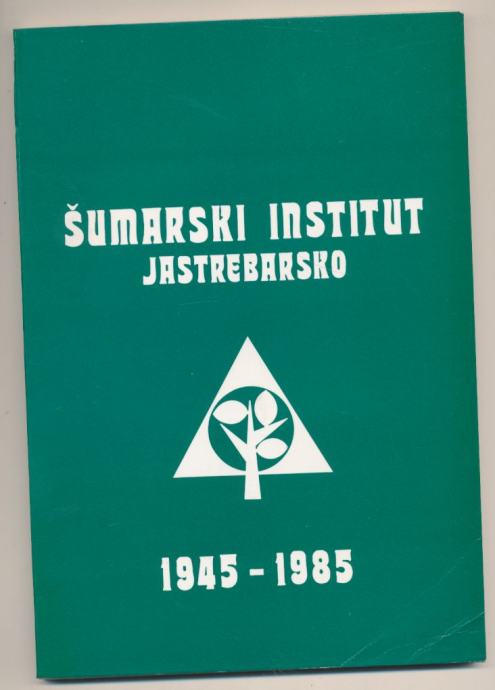 ŠUMARSKI INSTITUT
JASTREBARSKO
1945 - 1985